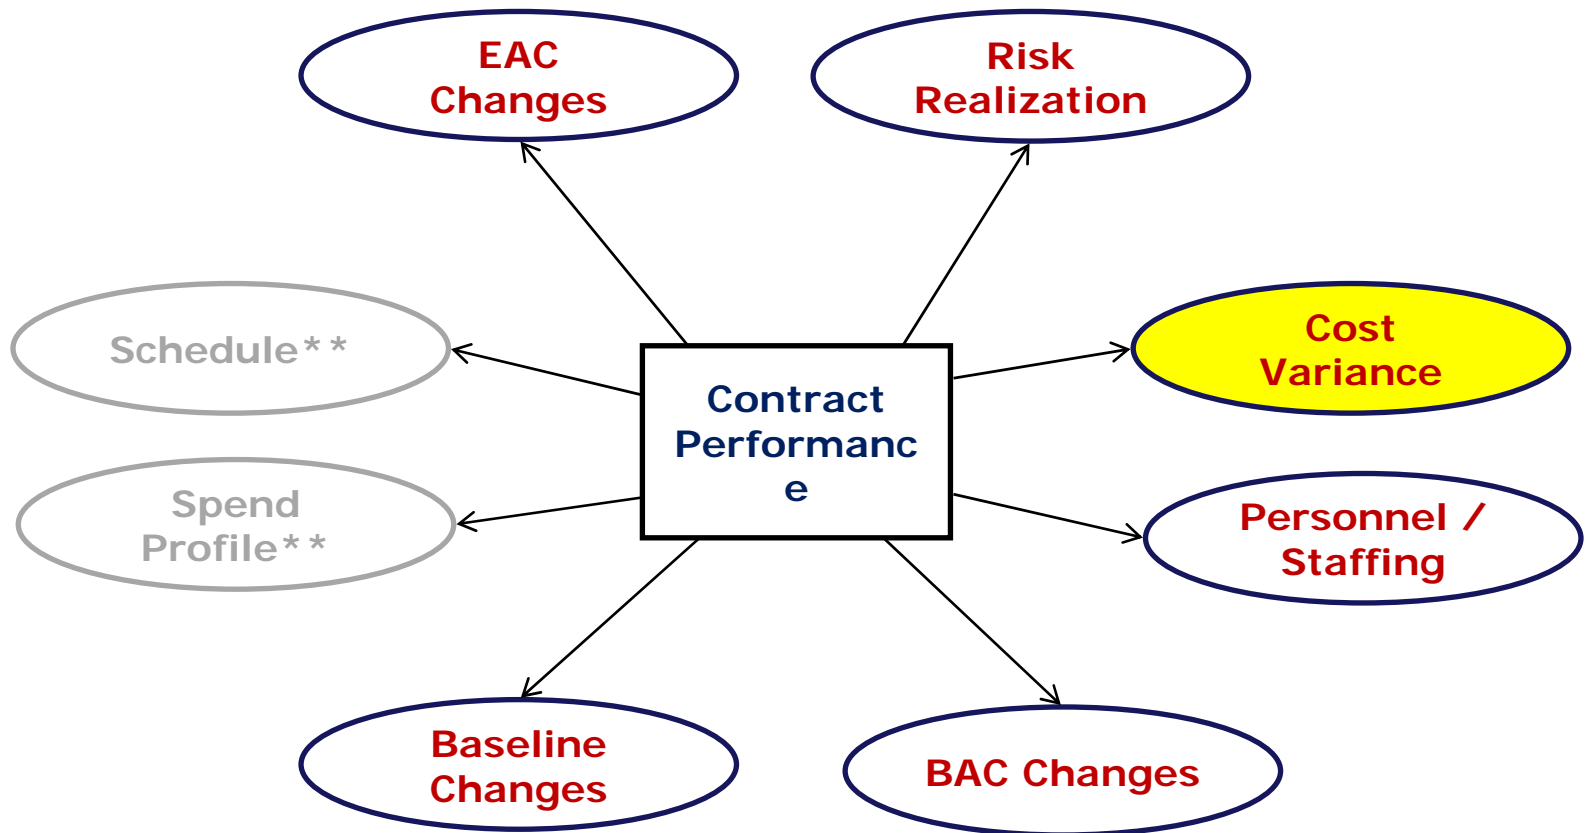 EAC
Changes
Risk
Realization
Schedule**
Cost
Variance
Contract
Performanc
e
Spend
Profile**
Personnel /
Staffing
Baseline
Changes
BAC Changes